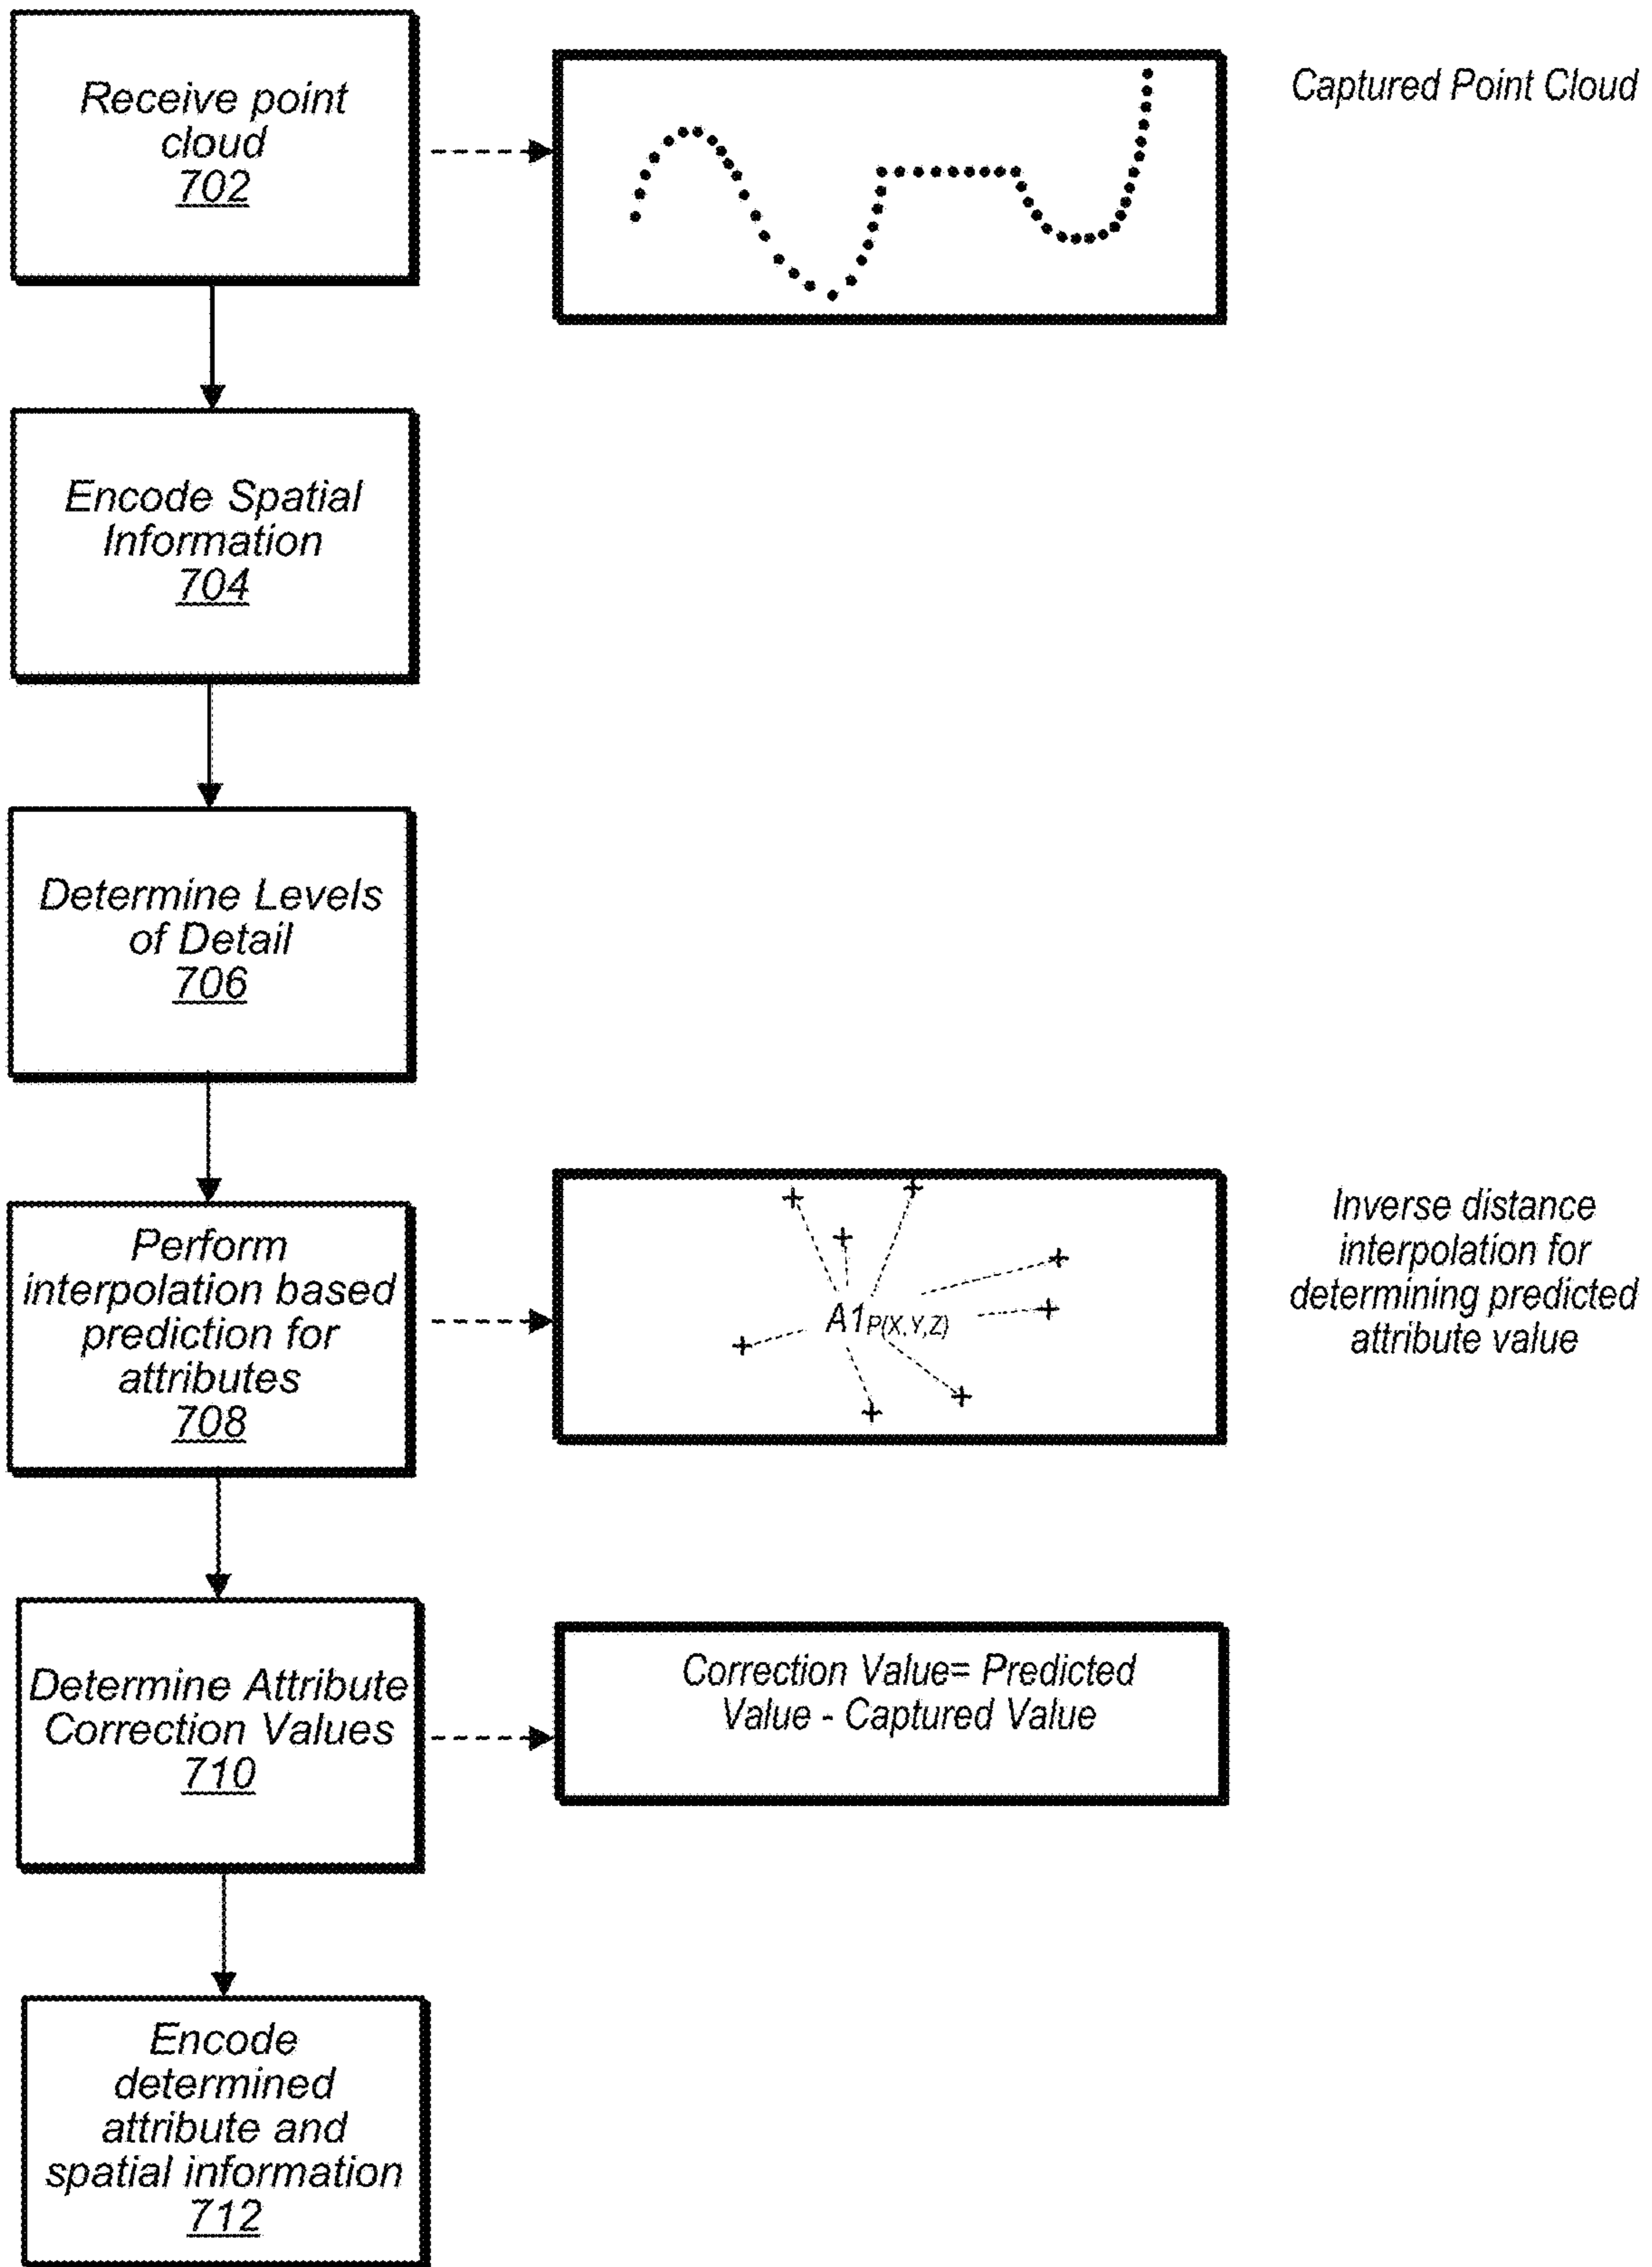 Receive point
cloud
702
Captured Point Cloud
Encode Spatial
Information
704
Determine Levels
of Detail
706
Perform
interpolation based
prediction for
attributes
708
A1P(X,Y,Z)
Inverse distance
interpolation for
determining predicted
attribute value
Determine Attribute
Correction Values
710
Correction Value= Predicted
Value - Captured Value
Encode
determined
attribute and
spatial information
712